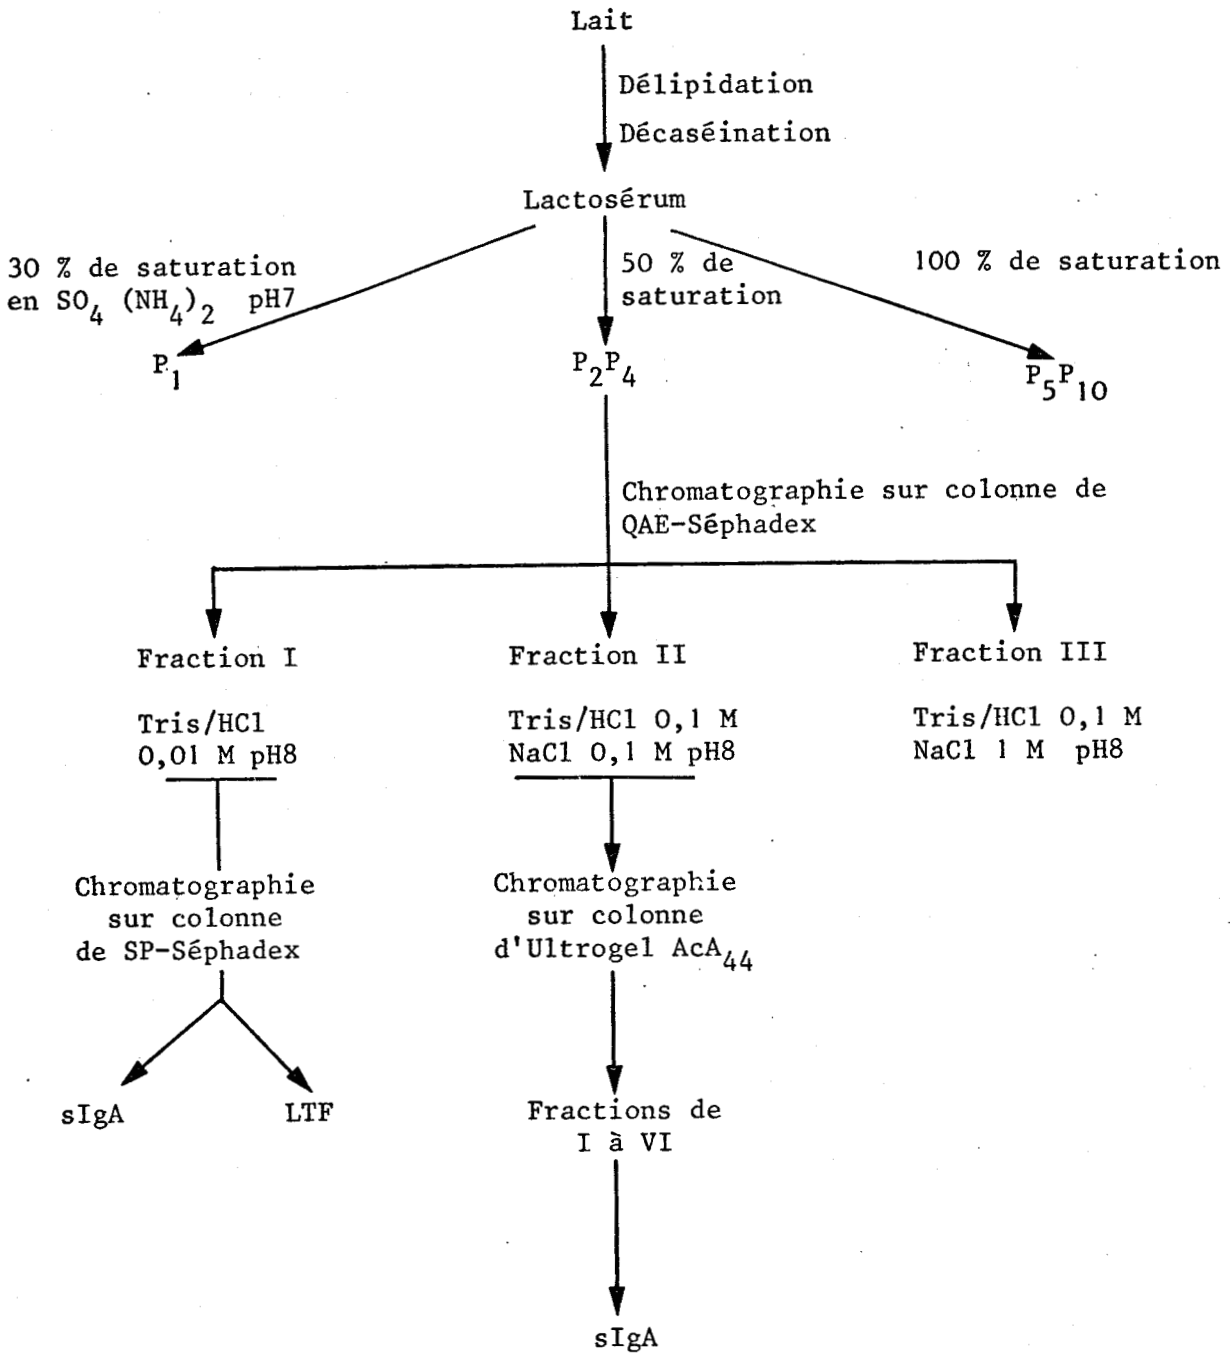 Lait
Délipidation
Décaséination
Lactosérum
30 % de saturation
en SO4 (NH4)2 pH7
50 % de
saturation
100 % de saturation
P1
P2P4
P5P10
Chromatographie sur colonne de
QAE-Séphadex
Fraction I
Tris/HCl
0,01 M pH8
Fraction II
Tris/HCl 0,1 M
NaCl 0,1 M pH8
Fraction III
Tris/HCl 0,1 M
NaCl 1 M pH8
Chromatographie
sur colonne
de SP-Séphadex
Chromatographie
sur colonne
d'Ultrogel AcA44
sIgA
LTF
Fractions de
I à VI
sIgA